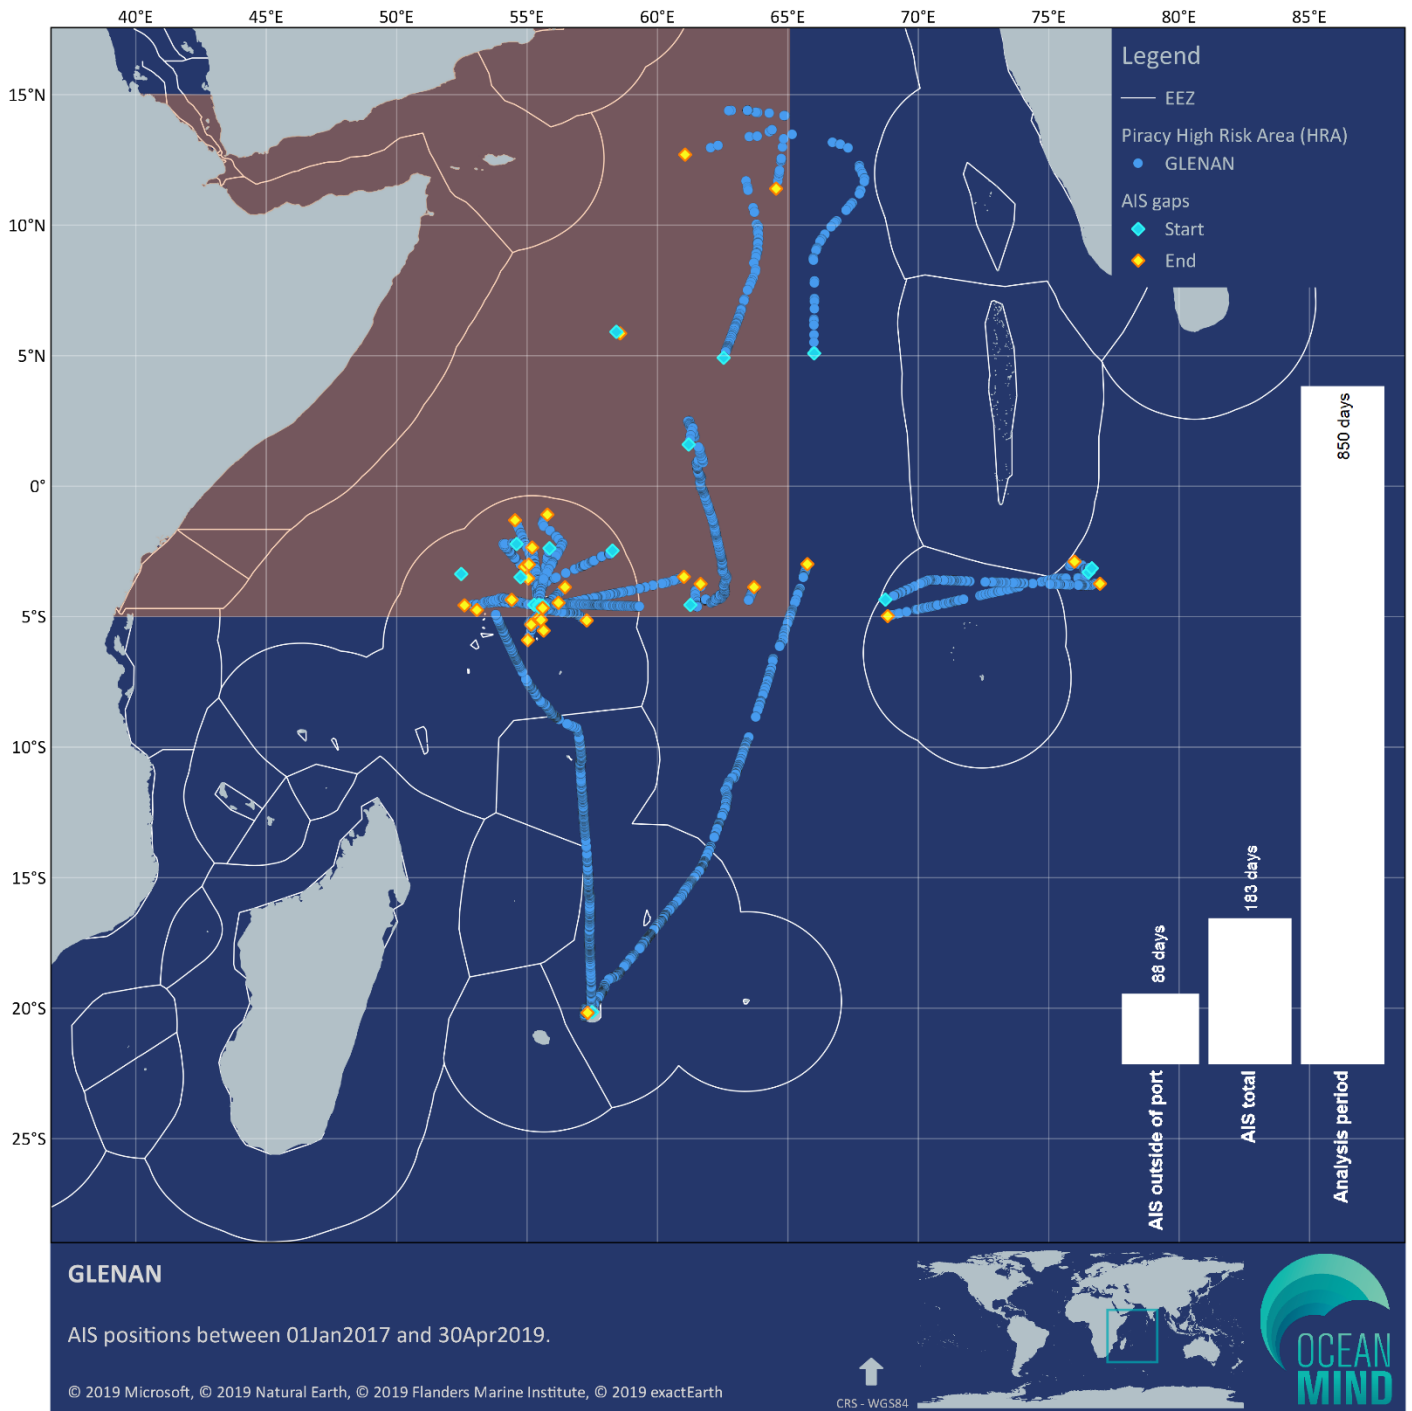 40°E 45°E 50°E 55°E 60°E 65°E 70°E 75°E 80°E 85°E
15°N
10°N
5°N
0°
5°S
10°S
15°S
20°S
25°S
Legend
EEZ
Piracy High Risk Area (HRA)
GLENAN
AIS gaps
Start
End
88 days
183 days
850 days
AIS outside of port
AIS total
Analysis period
GLENAN
AIS positions between 01Jan2017 and 30Apr2019.
© 2019 Microsoft, © 2019 Natural Earth, © 2019 Flanders Marine Institute, © 2019 exactEarth
CRS - WGS84
OCEAN
MIND